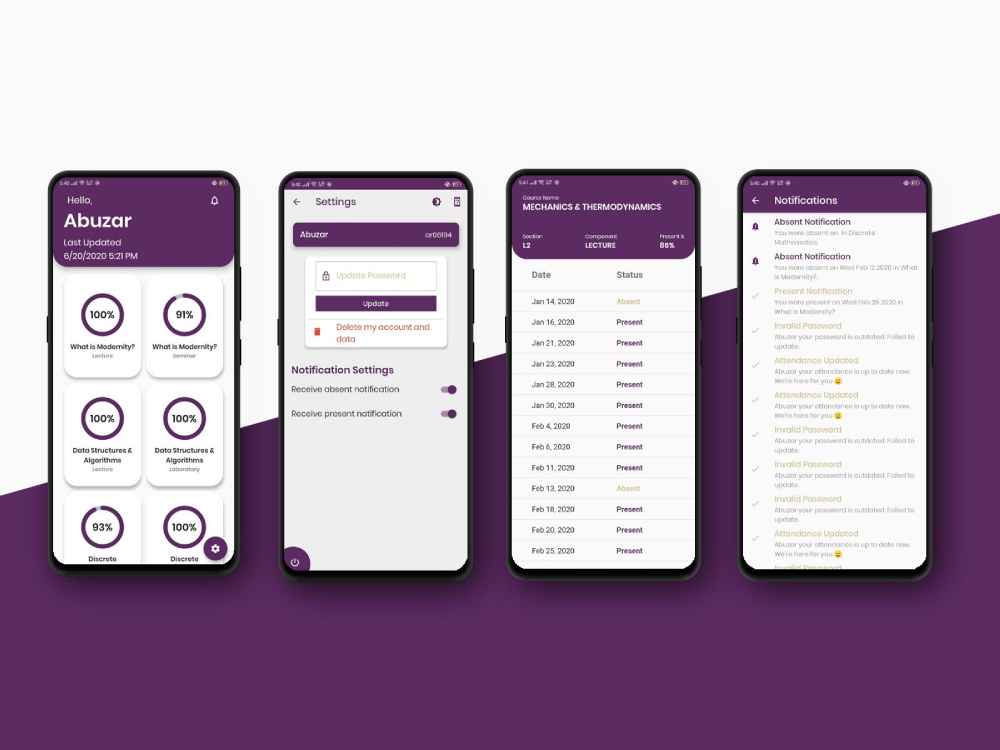 5:40
Hello,
Abuzar
Last Updated
6/20/2020 5:21 PM
100%
What is Modernity?
Lecture
91%
What is Modernity?
Seminar
100%
Data Structures &
Algorithms
Lecture
100%
Data Structures &
Algorithms
Laboratory
93%
Discrete
100%
Discrete
5:40
Settings
Abuzar
ar06194
Update Password
Update
Delete my account and
data
Notification Settings
Receive absent notification
Receive present notification
5:41
Course Name
MECHANICS & THERMODYNAMICS
Section
L2
Component
LECTURE
Present %
86%
Date Status
Jan 14, 2020 Absent
Jan 16, 2020 Present
Jan 21, 2020 Present
Jan 23, 2020 Present
Jan 28, 2020 Present
Jan 30, 2020 Present
Feb 4, 2020 Present
Feb 6, 2020 Present
Feb 11, 2020 Present
Feb 13, 2020 Absent
Feb 18, 2020 Present
Feb 20, 2020 Present
Feb 25, 2020 Present
5:40
Notifications
Absent Notification
You were absent on in Discrete
Mathematics.
Absent Notification
You were absent on Wed Feb 12 2020 in What
is Modernity?.
Present Notification
You were present on Wed Feb 26 2020 in
What is Modernity?
Invalid Password
Abuzar your password is outdated. Failed to
update.
Attendance Updated
Abuzar your attendance is up to date now.
We're here for you 😃
Attendance Updated
Abuzar your attendance is up to date now.
We're here for you 😃
Invalid Password
Abuzar your password is outdated. Failed to
update.
Invalid Password
Abuzar your password is outdated. Failed to
update.
Invalid Password
Abuzar your password is outdated. Failed to
update.
Attendance Updated
Abuzar your attendance is up to date now.
We're here for you 😃
Invalid Password